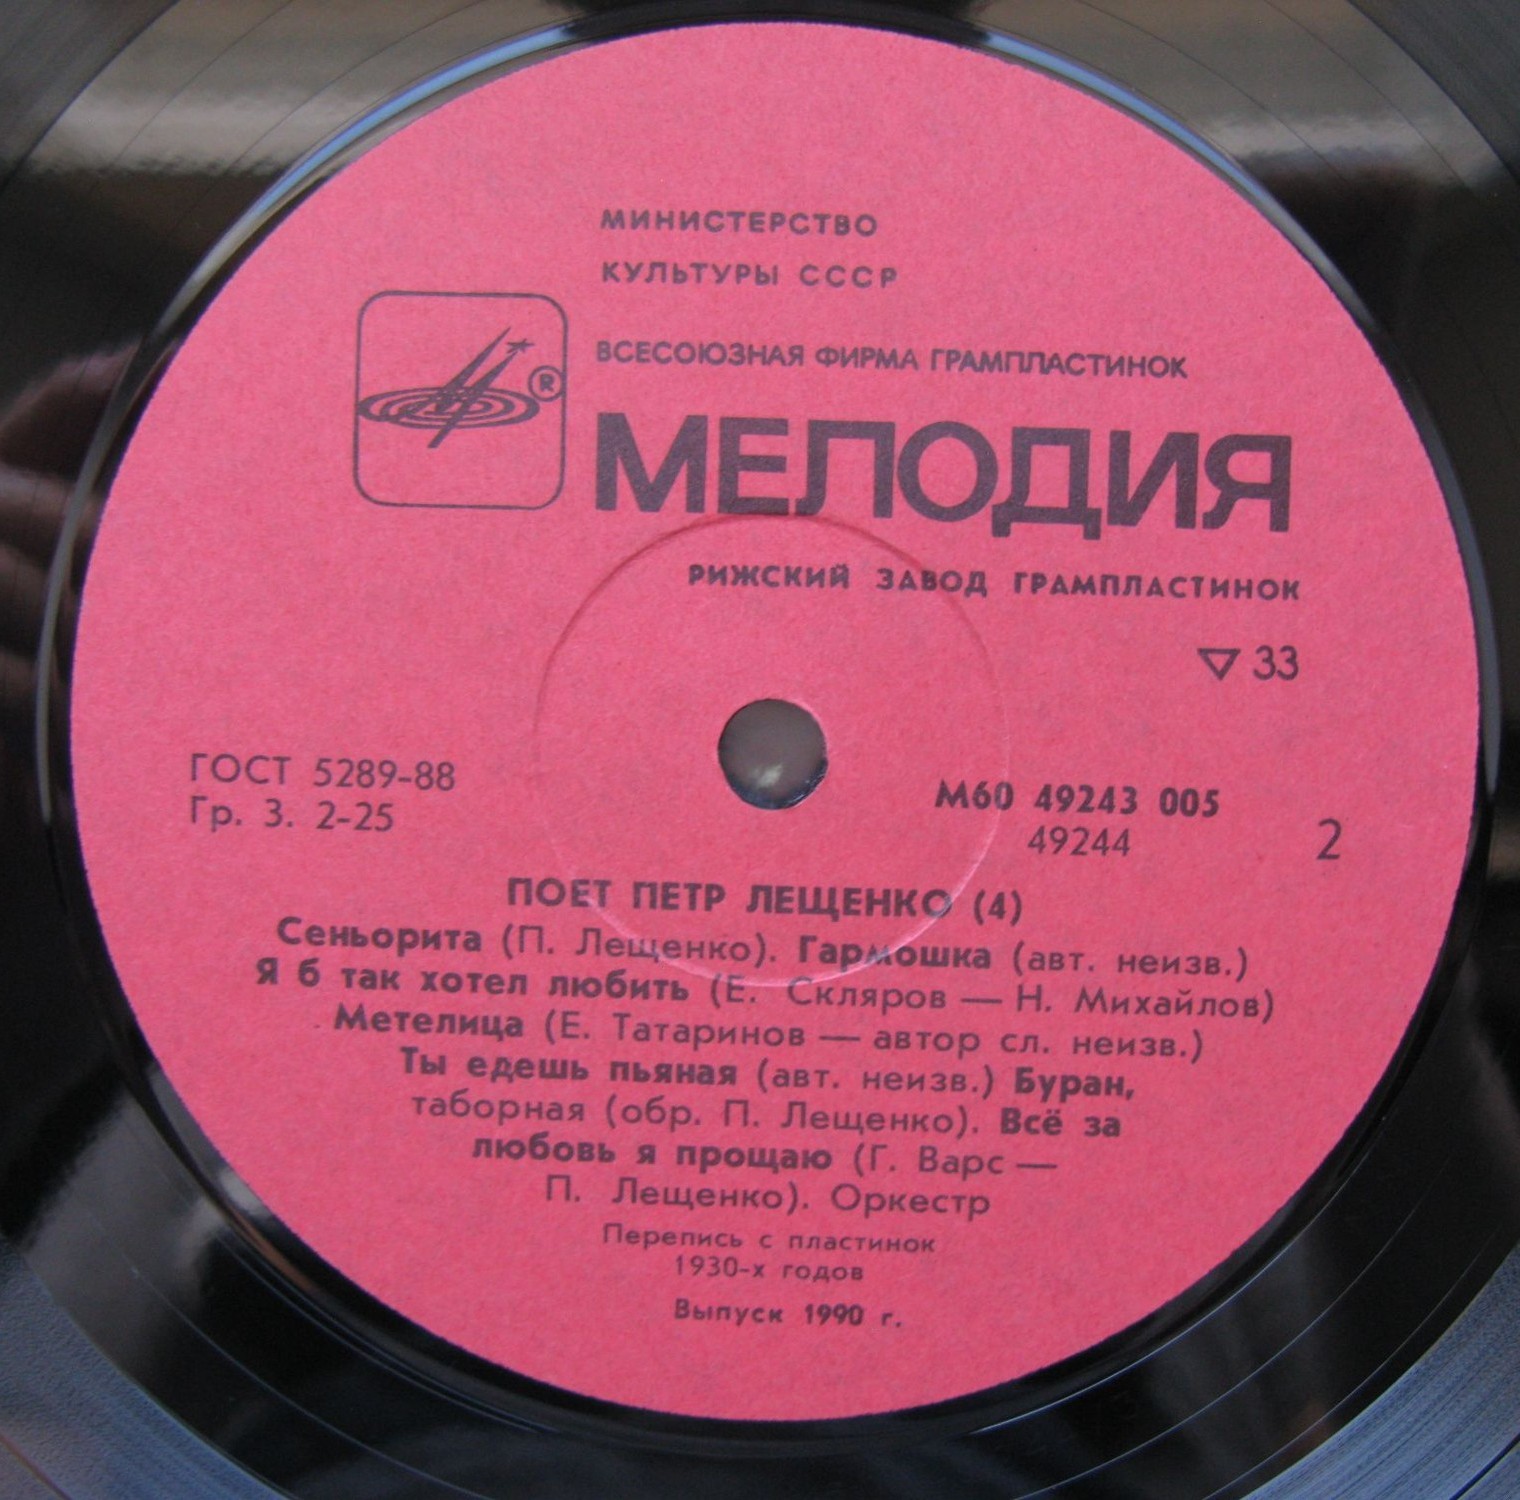 МИНИСТЕРСТВО
КУЛЬТУРЫ СССР
ВСЕСОЮЗНАЯ ФИРМА ГРАМПЛАСТИНОК
®
МЕЛОДИЯ
РИЖСКИЙ ЗАВОД ГРАМПЛАСТИНОК
▽ 33
ГОСТ 5289-88
Гр. 3. 2-25
М60 49243 005
49244
2
ПОЕТ ПЕТР ЛЕЩЕНКО (4)
Сеньорита (П. Лещенко). Гармошка (авт. неизв.)
Я б так хотел любить (Е. Скляров — Н. Михайлов)
Метелица (Е. Татаринов — автор сл. неизв.)
Ты едешь пьяная (авт. неизв.) Буран,
таборная (обр. П. Лещенко). Всё за
любовь я прощаю (Г. Варс —
П. Лещенко). Оркестр
Перепись с пластинок
1930-х годов
Выпуск 1990 г.